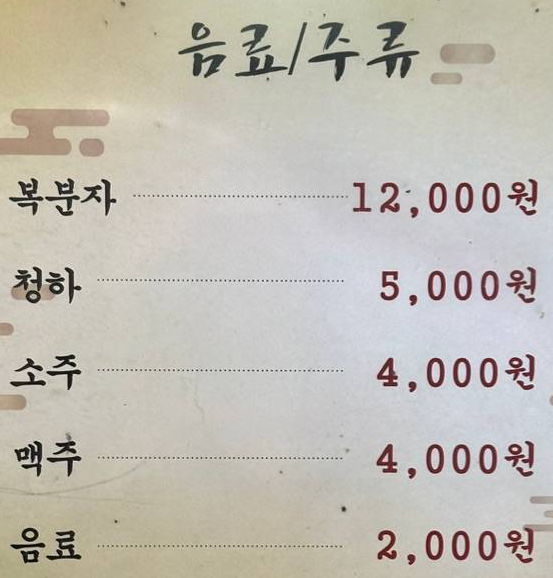 음료/주류
복분자 12,000원
청하 5,000원
소주 4,000원
맥주 4,000원
음료 2,000원